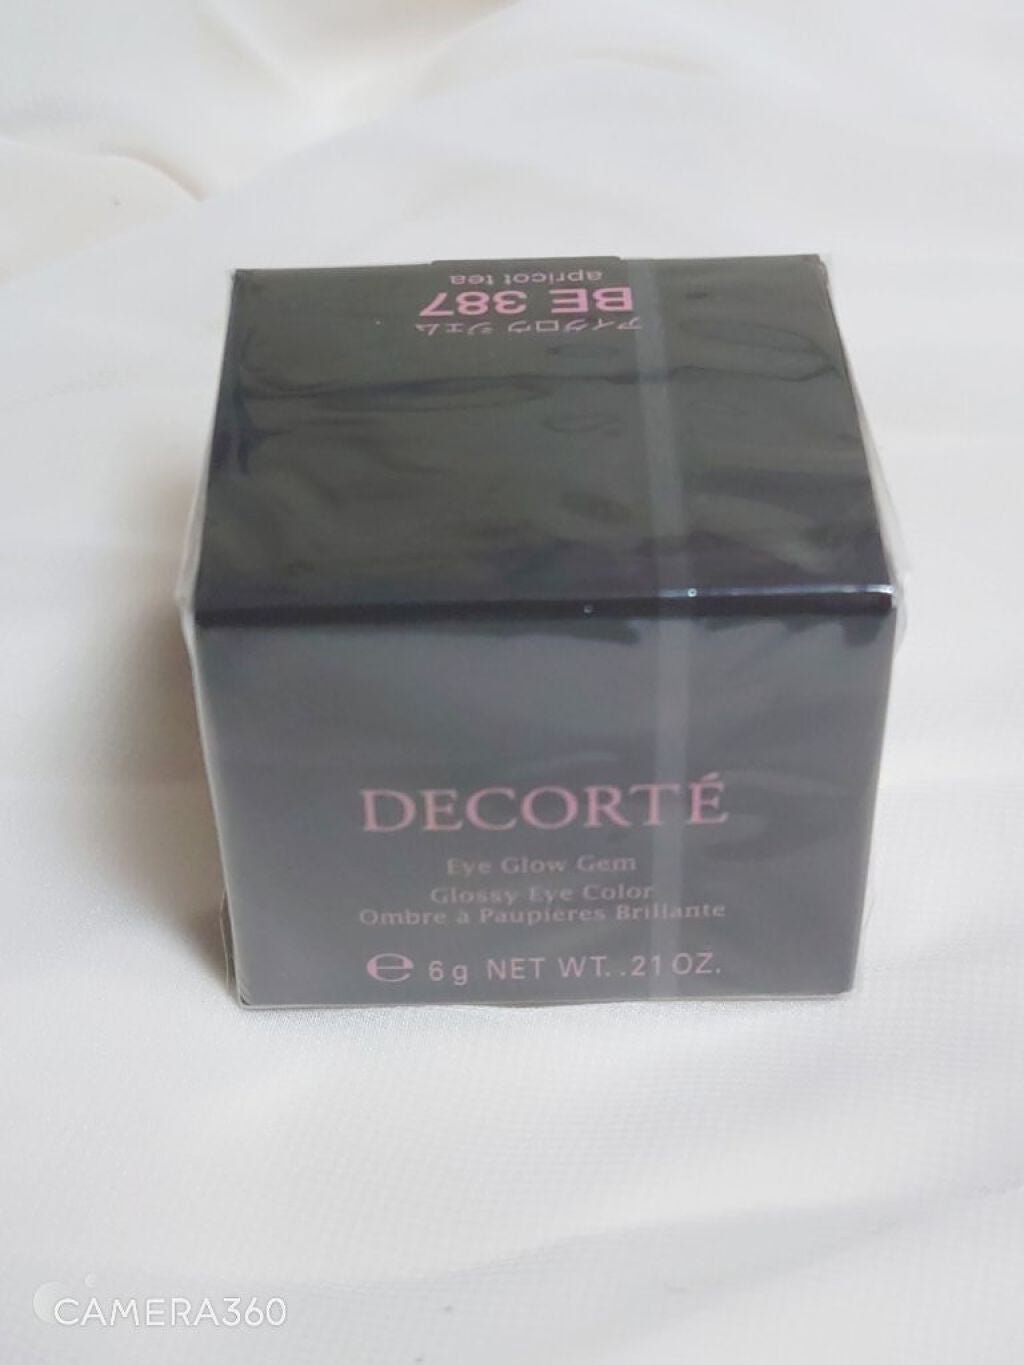 アイグロウ ジェム
BE 387
apricot tea
DECORTÉ
Eye Glow Gem
Glossy Eye Color
Ombre à Paupières Brillante
e 6g NET WT. .21 OZ.
CAMERA360